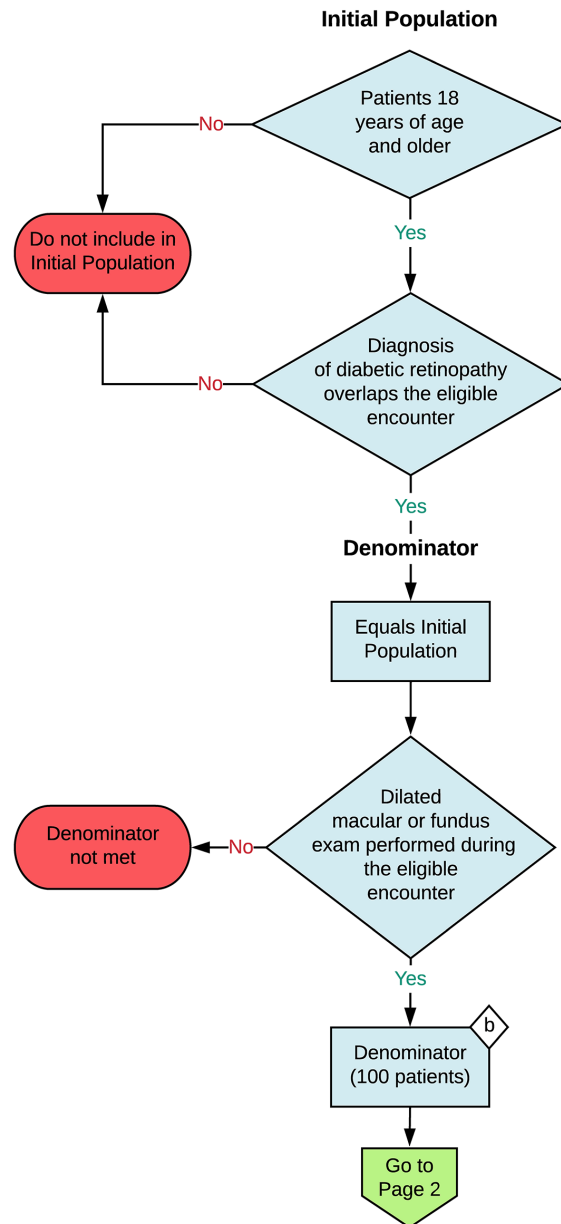 Initial Population
Patients 18
years of age
and older
No
Yes
Do not include in
Initial Population
Diagnosis
of diabetic retinopathy
overlaps the eligible
encounter
No
Yes
Denominator
Equals Initial
Population
Dilated
macular or fundus
exam performed during
the eligible
encounter
No
Denominator
not met
Yes
b
Denominator
(100 patients)
Go to
Page 2